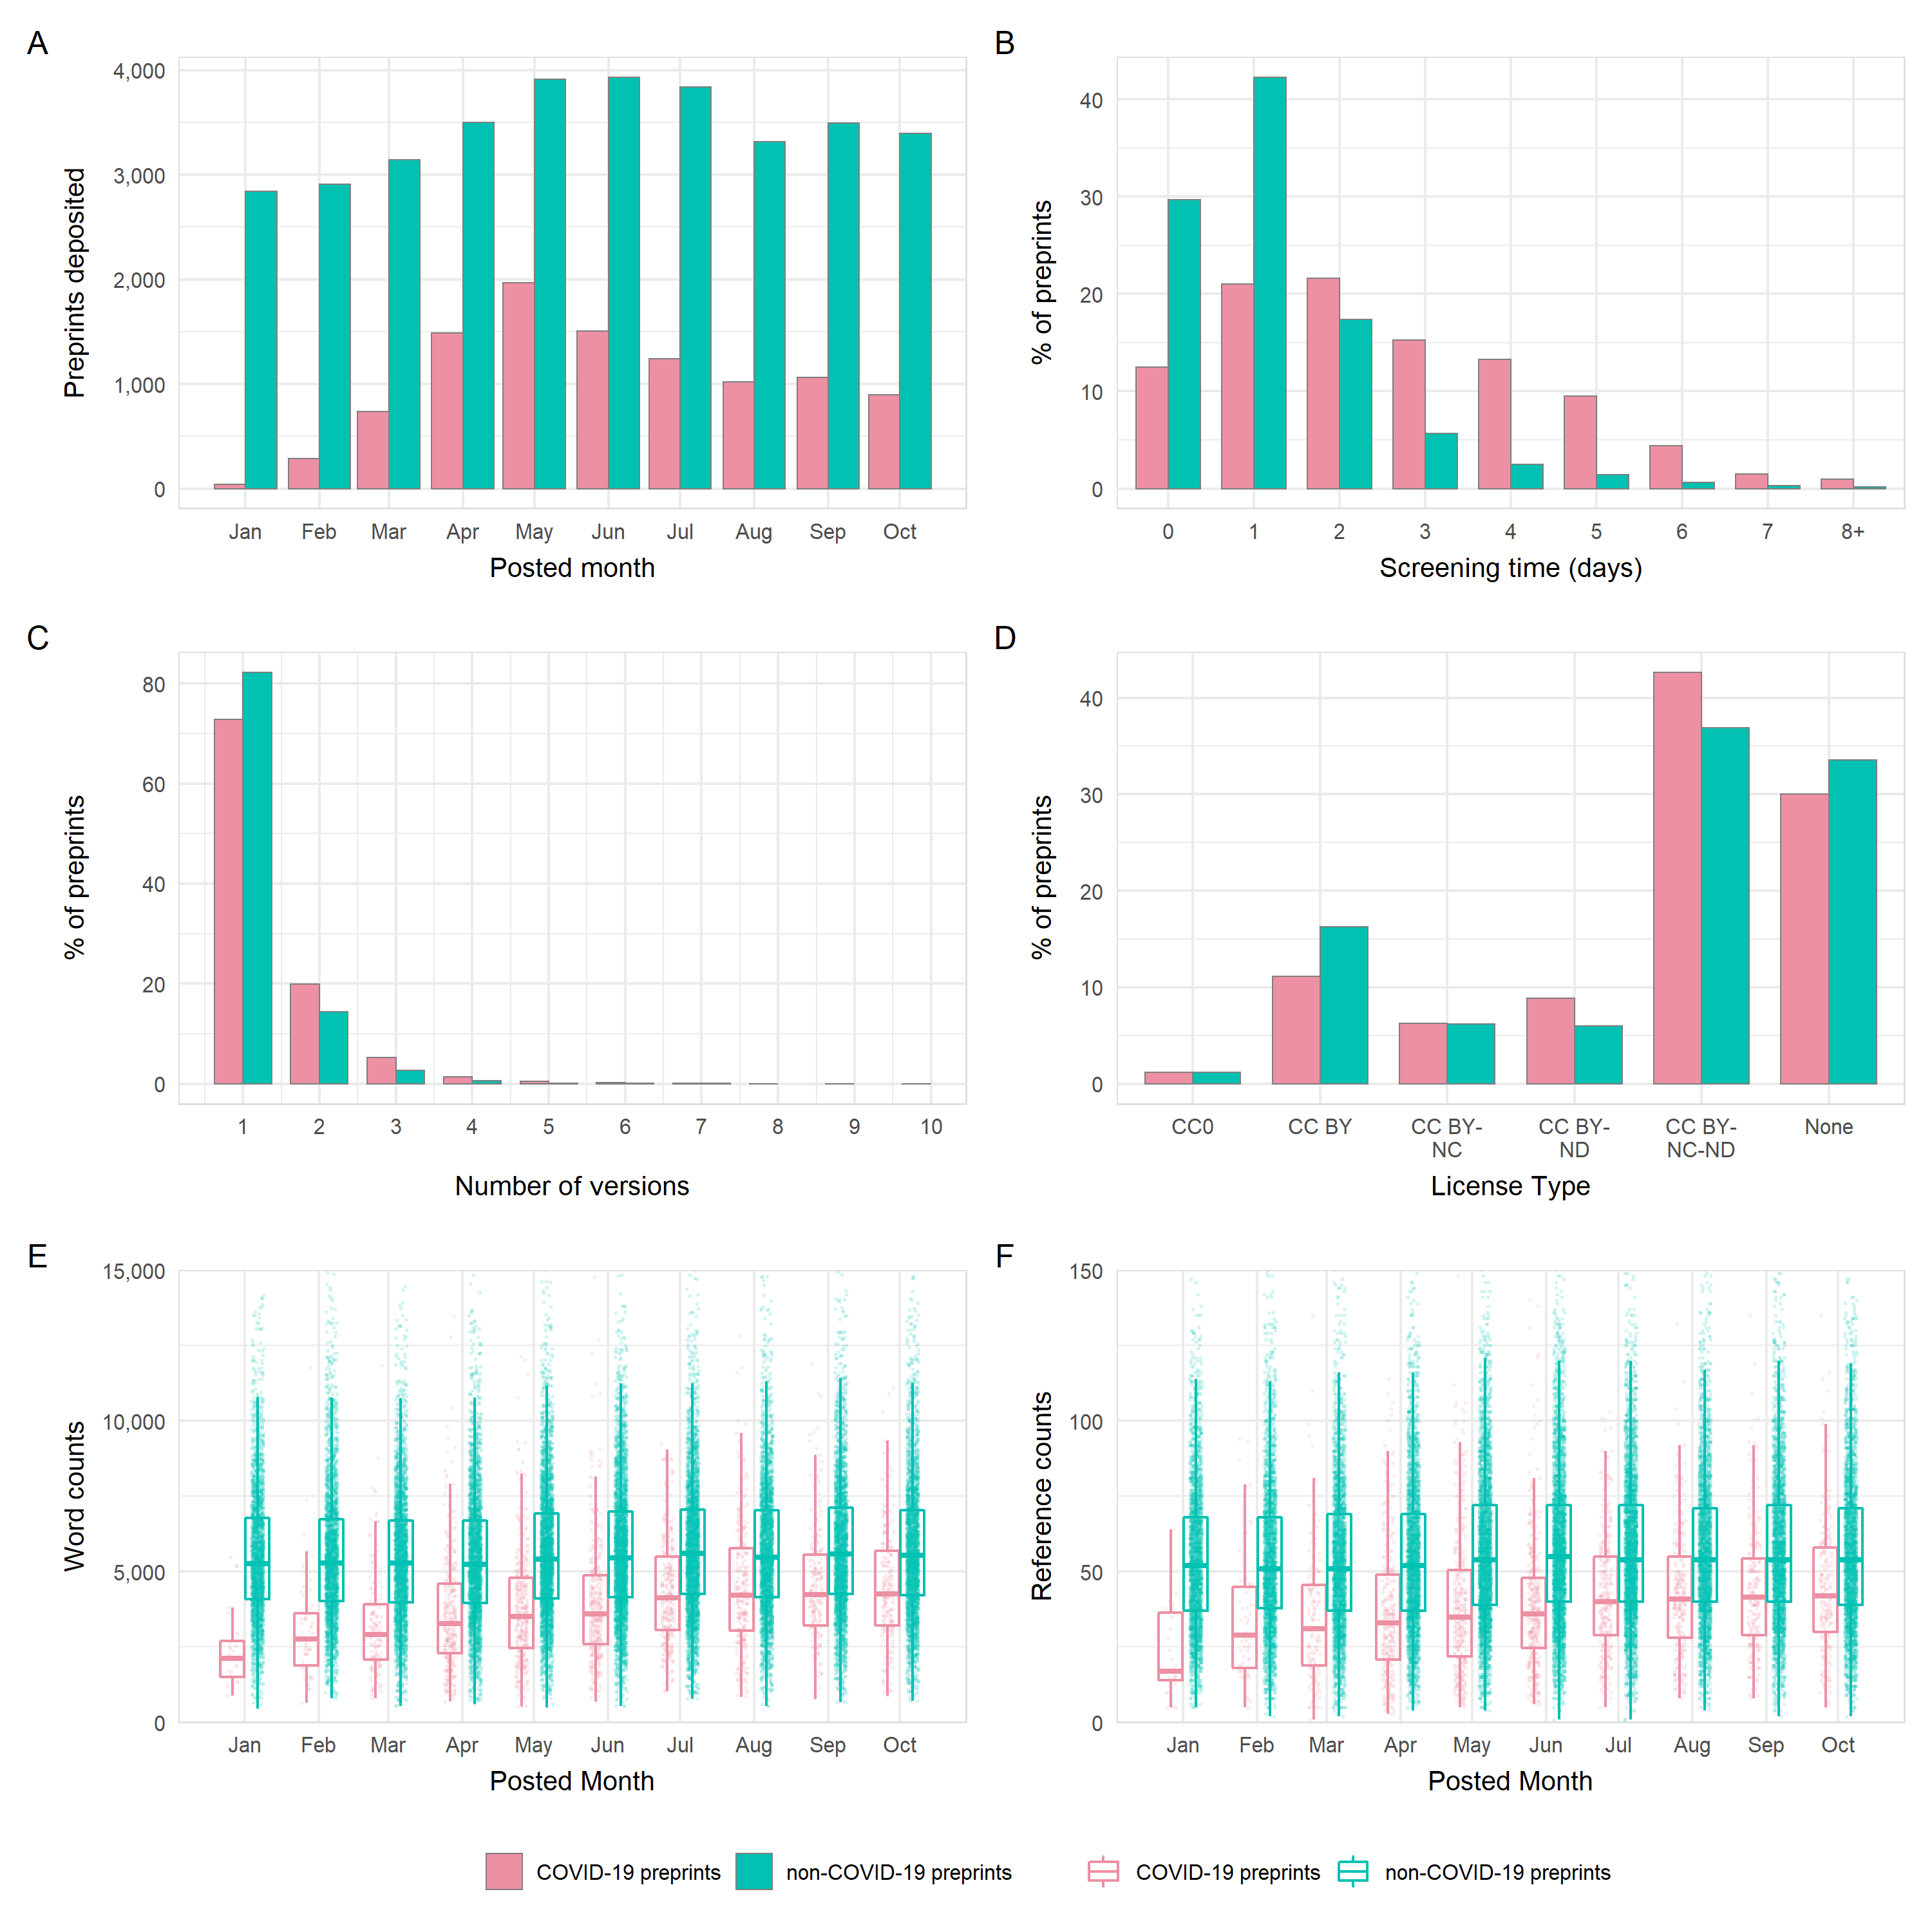 A
Preprints deposited
4,000
3,000
2,000
1,000
0
Jan Feb Mar Apr May Jun Jul Aug Sep Oct
Posted month
B
% of preprints
40
30
20
10
0
0 1 2 3 4 5 6 7 8+
Screening time (days)
C
% of preprints
80
60
40
20
0
1 2 3 4 5 6 7 8 9 10
Number of versions
D
% of preprints
40
30
20
10
0
CC0 CC BY CC BY- CC BY- CC BY- None
NC ND NC-ND
License Type
E
Word counts
15,000
10,000
5,000
0
Jan Feb Mar Apr May Jun Jul Aug Sep Oct
Posted Month
F
Reference counts
150
100
50
0
Jan Feb Mar Apr May Jun Jul Aug Sep Oct
Posted Month
COVID-19 preprints non-COVID-19 preprints COVID-19 preprints non-COVID-19 preprints